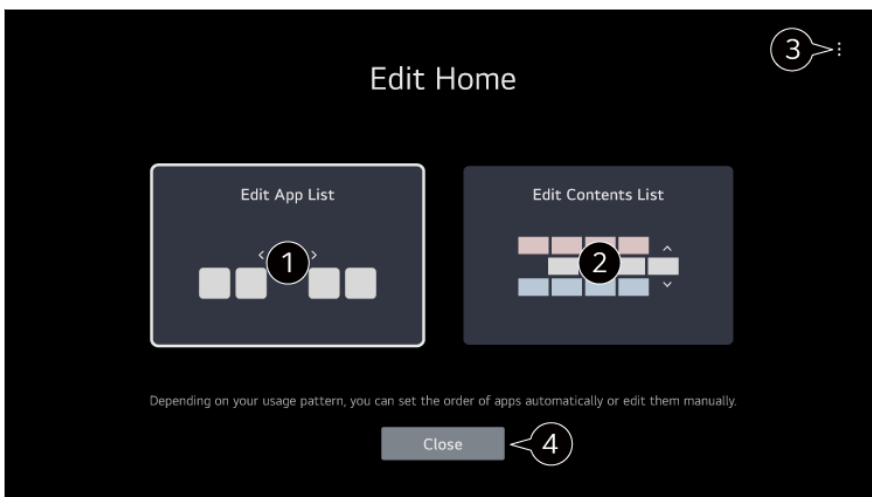 3
Edit Home
Edit App List
Edit Contents List
1
2
Depending on your usage pattern, you can set the order of apps automatically or edit them manually.
Close
4